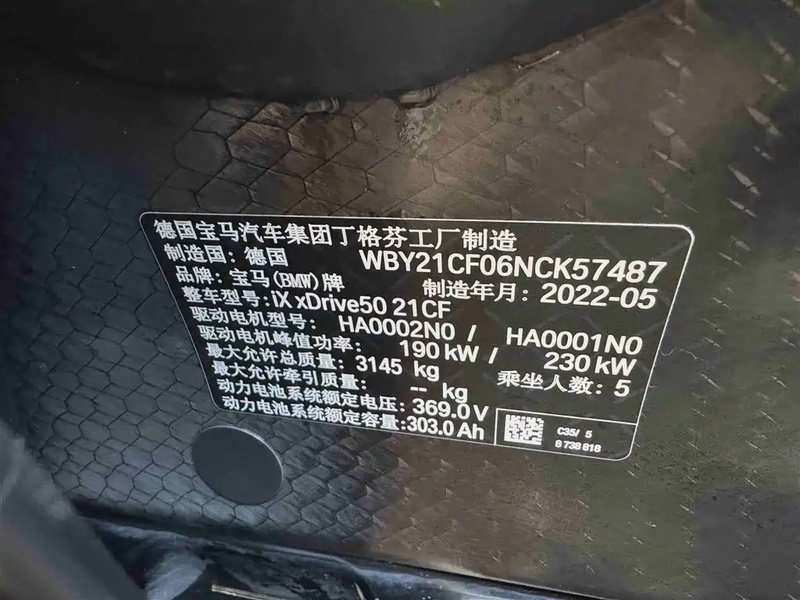 德国宝马汽车集团丁格芬工厂制造
制造国: 德国 WBY21CF06NCK57487
品牌: 宝马(BMW)牌 制造年月: 2022-05
整车型号: iX xDrive50 21CF
驱动电机型号: HA0002N0 / HA0001N0
驱动电机峰值功率: 190 kW / 230 kW
最大允许总质量: 3145 kg 乘坐人数: 5
最大允许牵引质量: -- kg
动力电池系统额定电压: 369.0 V
动力电池系统额定容量: 303.0 Ah
C35/ 5
8 738 818